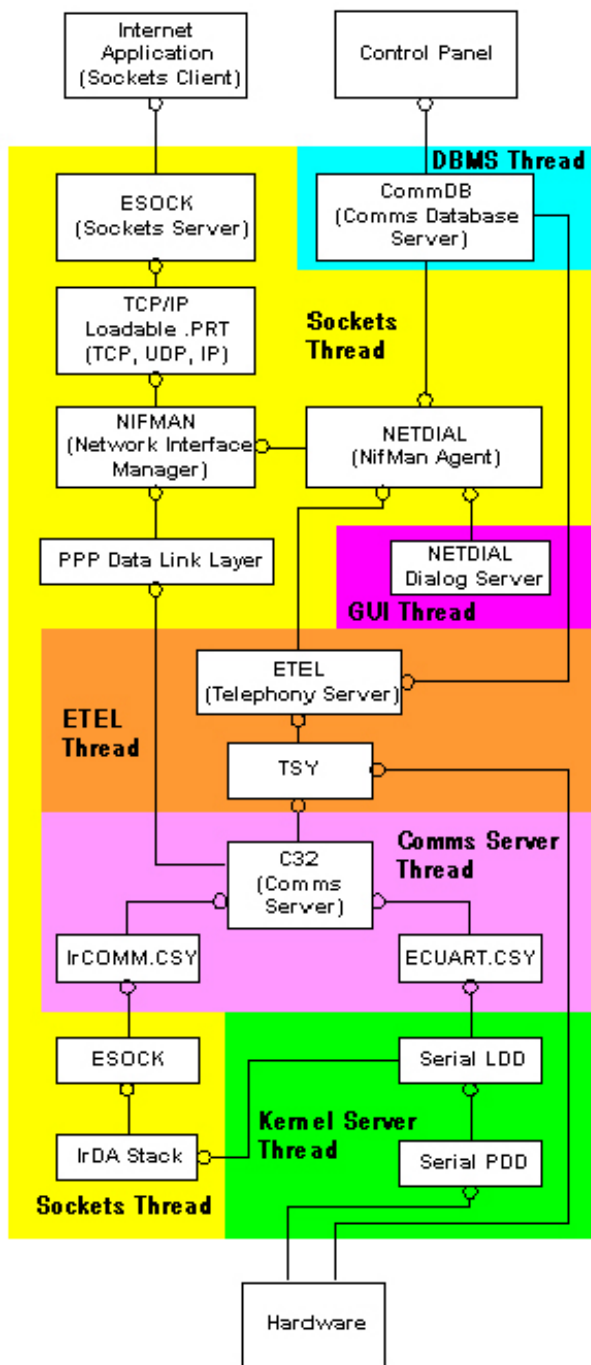 Internet
Application
(Sockets Client)
Control Panel
DBMS Thread
ESOCK
(Sockets Server)
CommDB
(Comms Database
Server)
TCP/IP
Loadable .PRT
(TCP, UDP, IP)
Sockets
Thread
NIFMAN
(Network Interface
Manager)
NETDIAL
(NifMan Agent)
PPP Data Link Layer
NETDIAL
Dialog Server
GUI Thread
ETEL
(Telephony Server)
ETEL
Thread
TSY
Comms Server
Thread
C32
(Comms
Server)
IrCOMM.CSY
ECUART.CSY
ESOCK
Serial LDD
Kernel Server
Thread
IrDA Stack
Serial PDD
Sockets Thread
Hardware